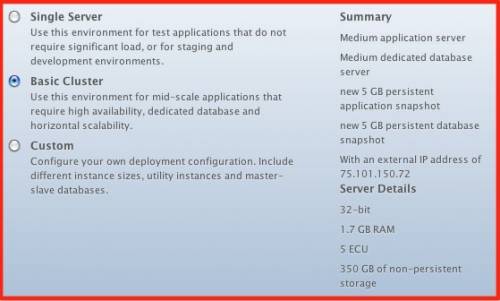 Single Server
Use this environment for test applications that do not
require significant load, or for staging and
development environments.
Basic Cluster
Use this environment for mid-scale applications that
require high availability, dedicated database and
horizontal scalability.
Custom
Configure your own deployment configuration. Include
different instance sizes, utility instances and master-
slave databases.
Summary
Medium application server
Medium dedicated database
server
new 5 GB persistent
application snapshot
new 5 GB persistent database
snapshot
With an external IP address of
75.101.150.72
Server Details
32-bit
1.7 GB RAM
5 ECU
350 GB of non-persistent
storage